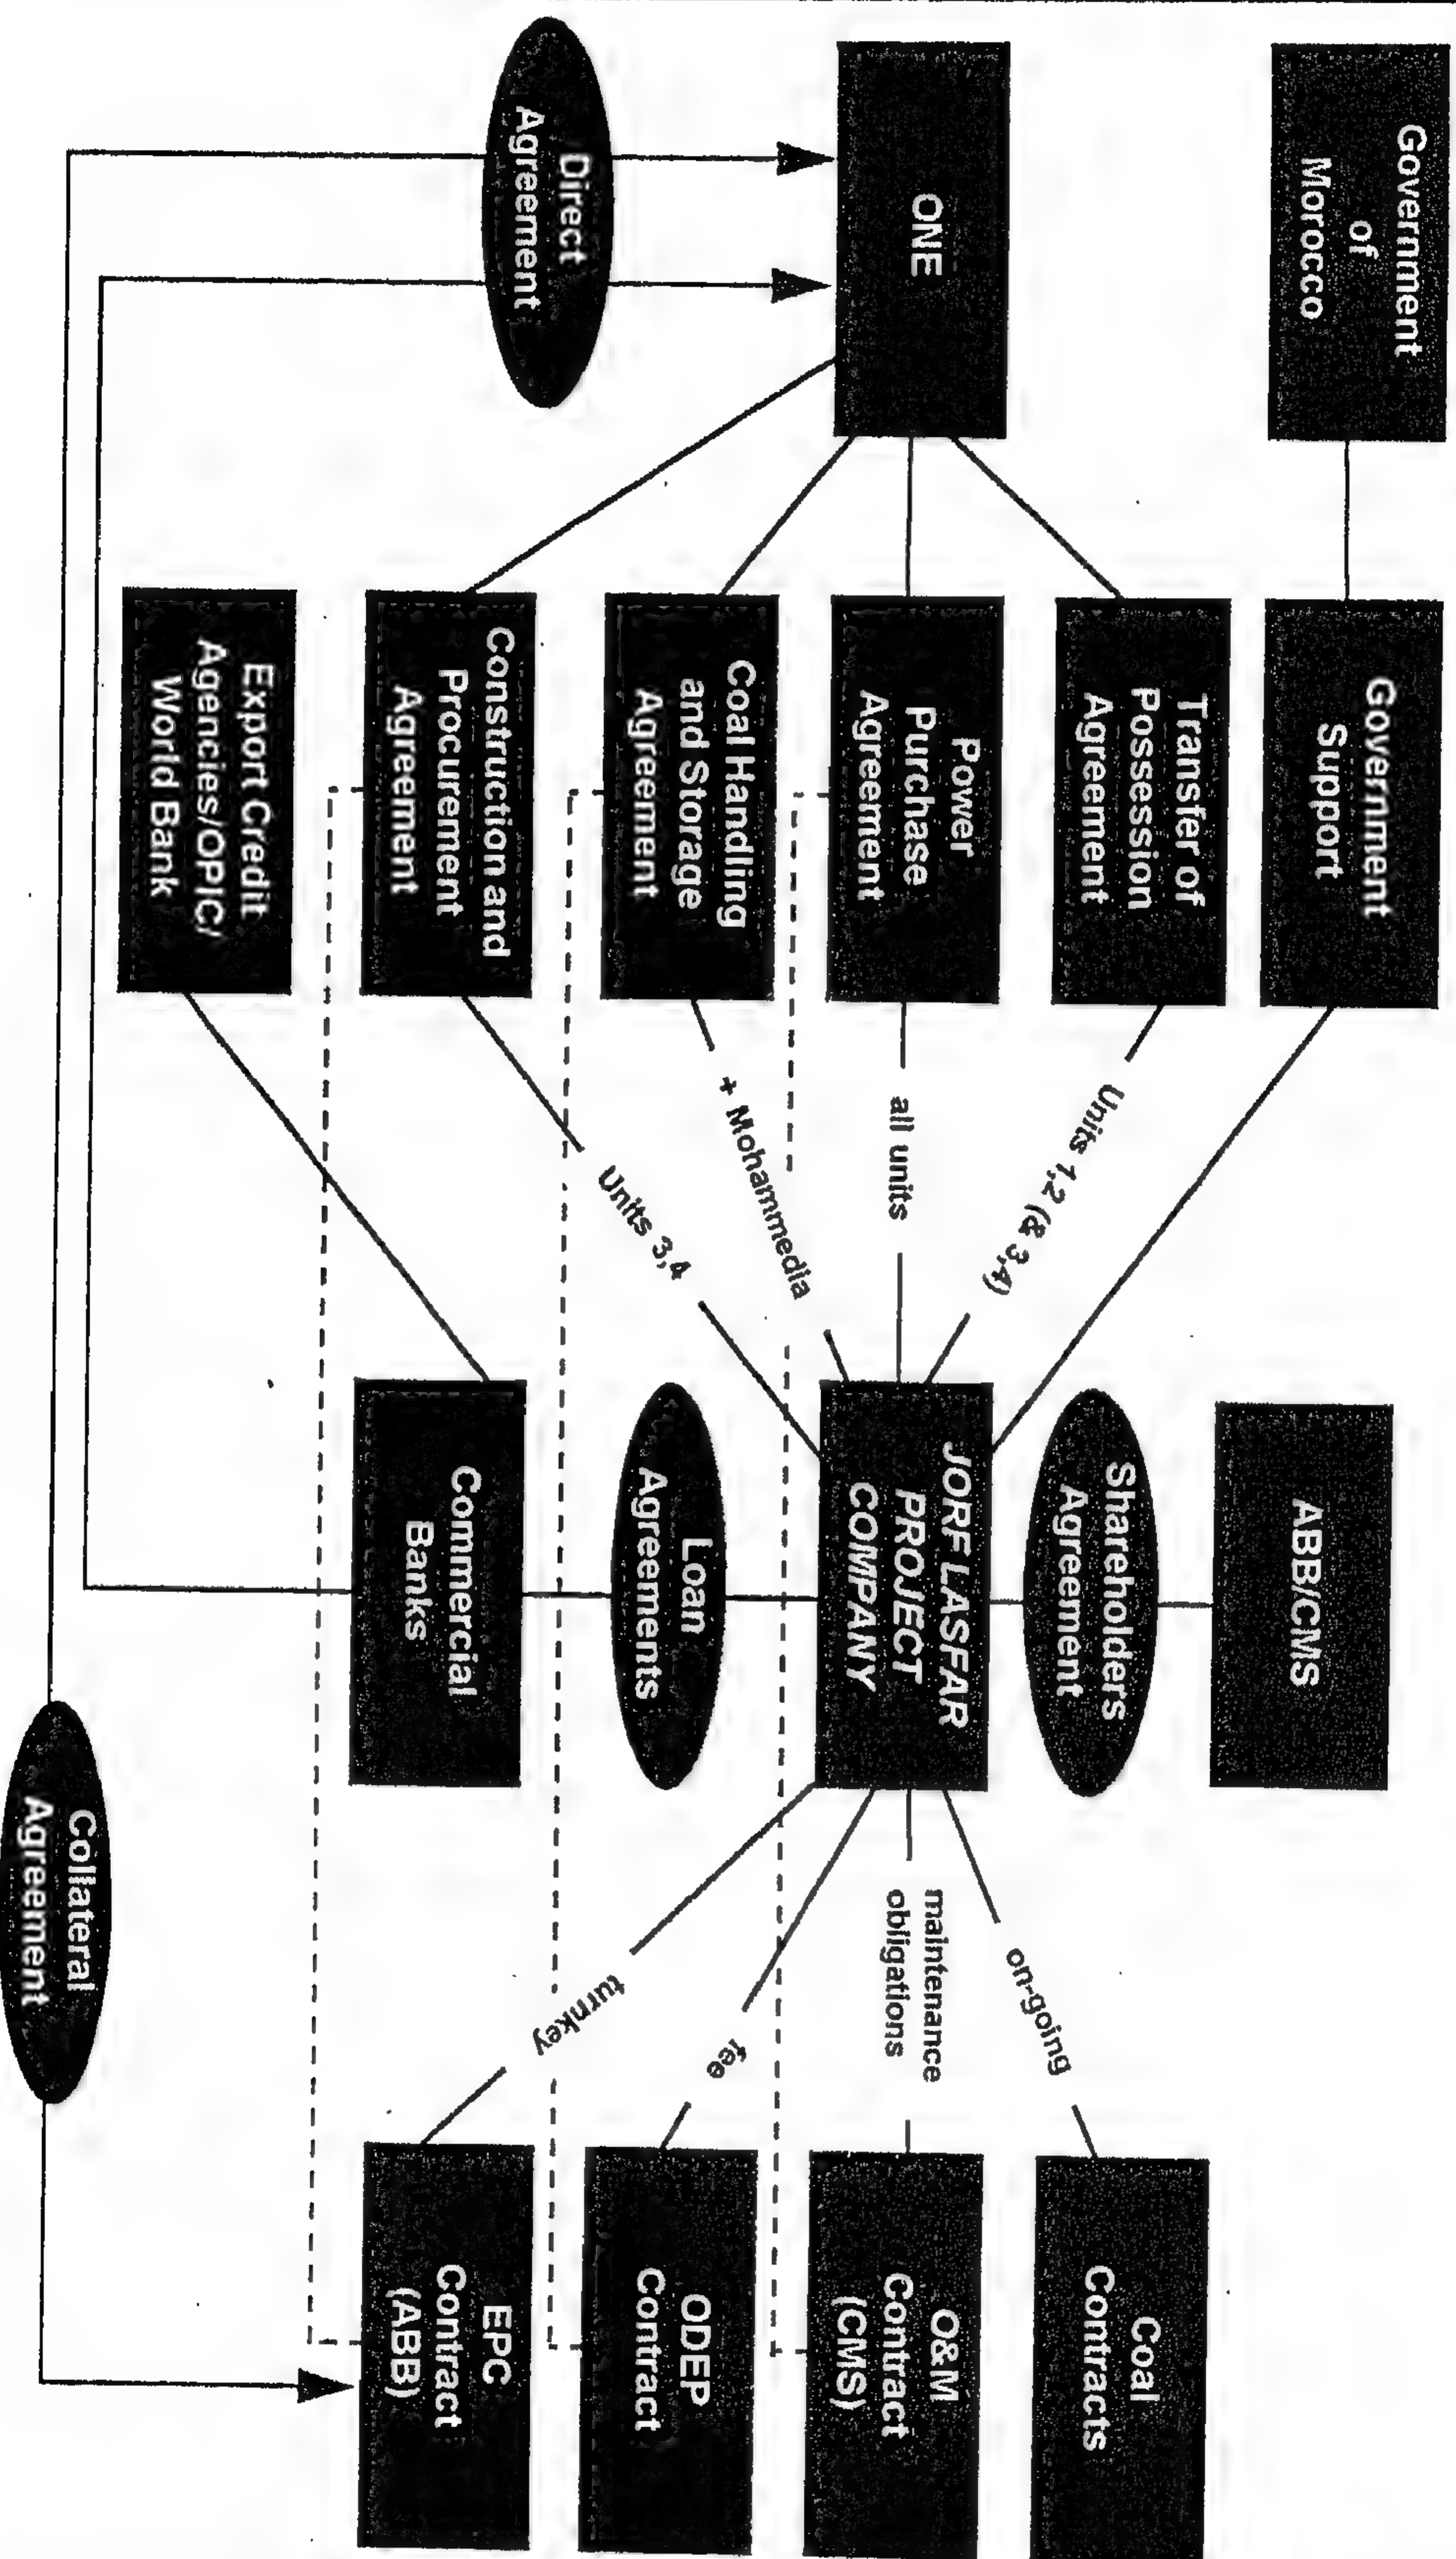 Government
of
Morocco
Government
Support
ABB/CMS
Shareholders
Agreement
Transfer of
Possession
Agreement
Units 1,2 (& 3,4)
on-going
Coal
Contracts
ONE
Power
Purchase
Agreement
all units
JORF LASFAR
PROJECT
COMPANY
maintenance
obligations
O&M
Contract
(CMS)
Coal Handling
and Storage
Agreement
+ Mohammedia
Loan
Agreements
fee
ODEP
Contract
Direct
Agreement
Construction and
Procurement
Agreement
Units 3,4
Commercial
Banks
turnkey
EPC
Contract
(ABB)
Export Credit
Agencies/OPIC/
World Bank
Collateral
Agreement